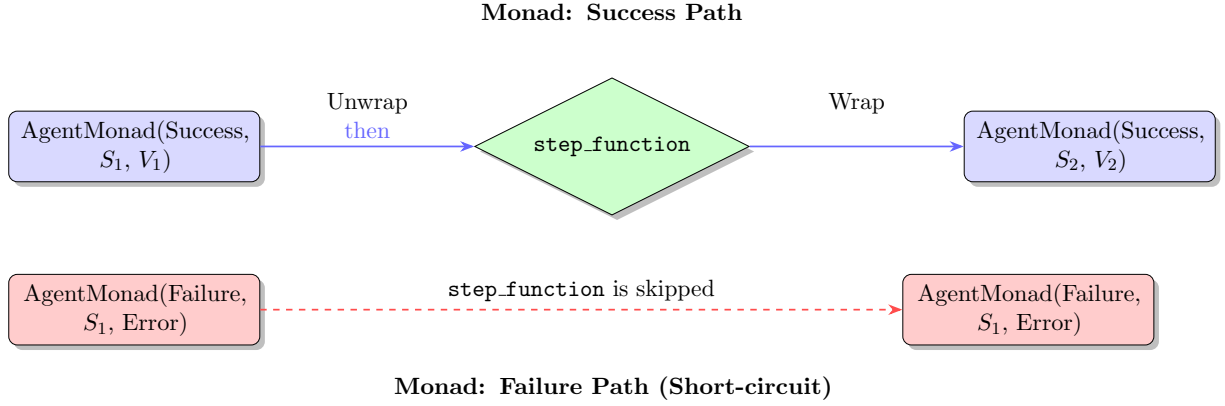 Monad: Success Path
AgentMonad(Success,
S₁, V₁)
Unwrap
then
step_function
Wrap
AgentMonad(Success,
S₂, V₂)
AgentMonad(Failure,
S₁, Error)
step_function is skipped
AgentMonad(Failure,
S₁, Error)
Monad: Failure Path (Short-circuit)